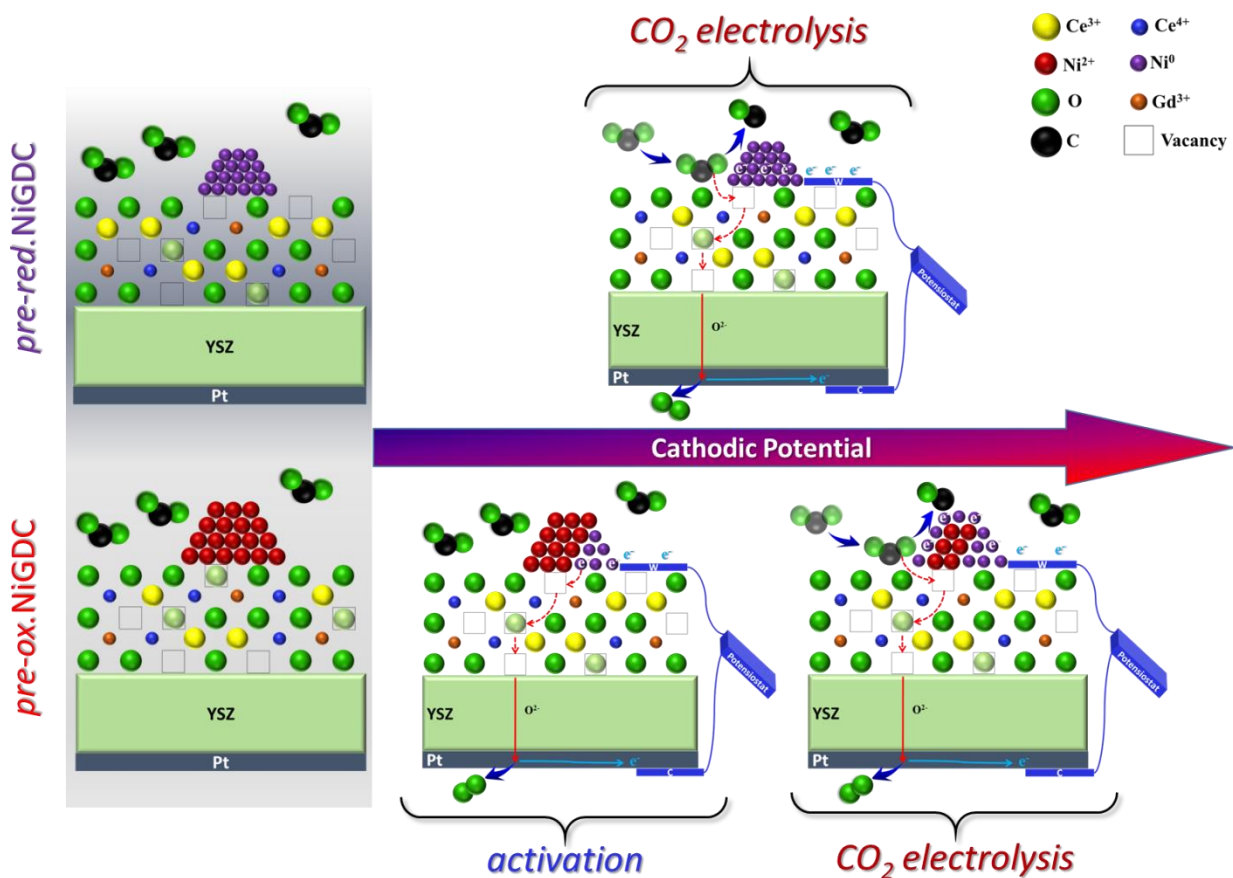 CO₂ electrolysis
Ce³⁺
Ce⁴⁺
Ni²⁺
Ni⁰
O
Gd³⁺
C
Vacancy
pre-red.NiGDC
YSZ
Pt
e⁻ e⁻ e⁻
e⁻ e⁻ e⁻
W
Potensiostat
YSZ
O²⁻
Pt
e⁻
C
Cathodic Potential
pre-ox.NiGDC
YSZ
Pt
e⁻ e⁻
e e
W
Potensiostat
YSZ
O²⁻
Pt
e⁻
C
activation
e⁻
e⁻ e⁻
e⁻ e⁻
W
Potensiostat
YSZ
O²⁻
Pt
e⁻
C
CO₂ electrolysis